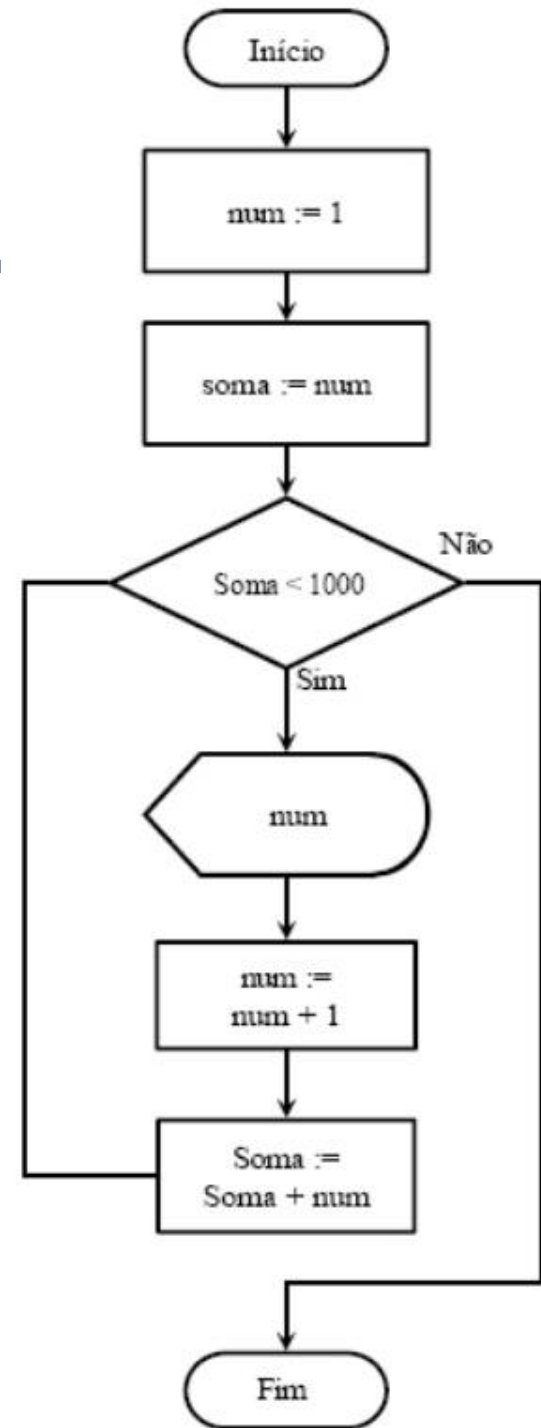 Início
num := 1
soma := num
Não
Soma < 1000
Sim
num
num :=
num + 1
Soma :=
Soma + num
Fim